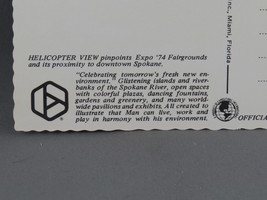 HELICOPTER VIEW pinpoints Expo '74 Fairgrounds
and its proximity to downtown Spokane.
"Celebrating tomorrow's fresh new en-
vironment." Glistening islands and river-
banks of the Spokane River, open spaces
with colorful plazas, dancing fountains,
gardens and greenery, and many world-
wide pavilions and exhibits. All created to
illustrate that Man can live, work and
play in harmony with his environment.
®
nc., Miami, Florida
OFFICIA